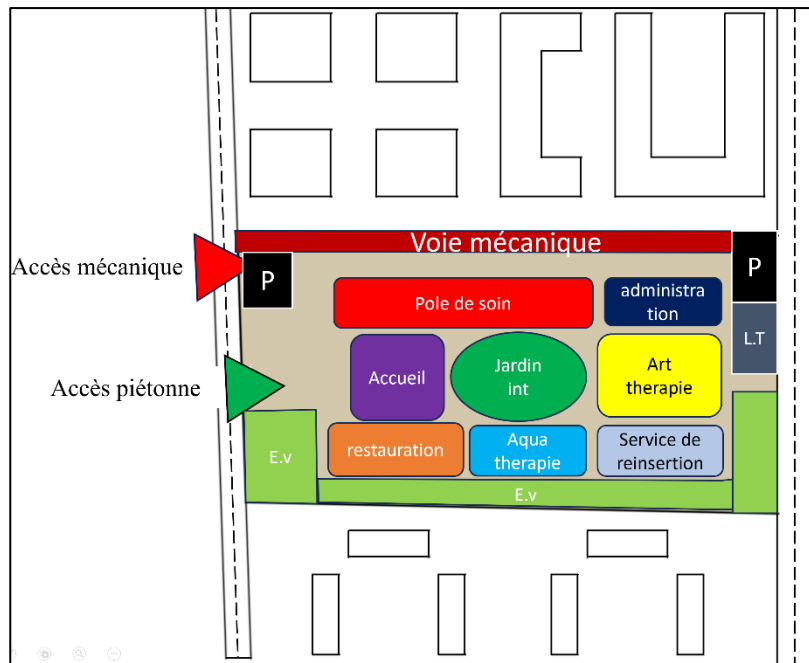 Voie mécanique
Accès mécanique
P
P
Pole de soin
administra
tion
L.T
Accès piétonne
Accueil
Jardin
int
Art
therapie
E.v
restauration
Aqua
therapie
Service de
reinsertion
E.v